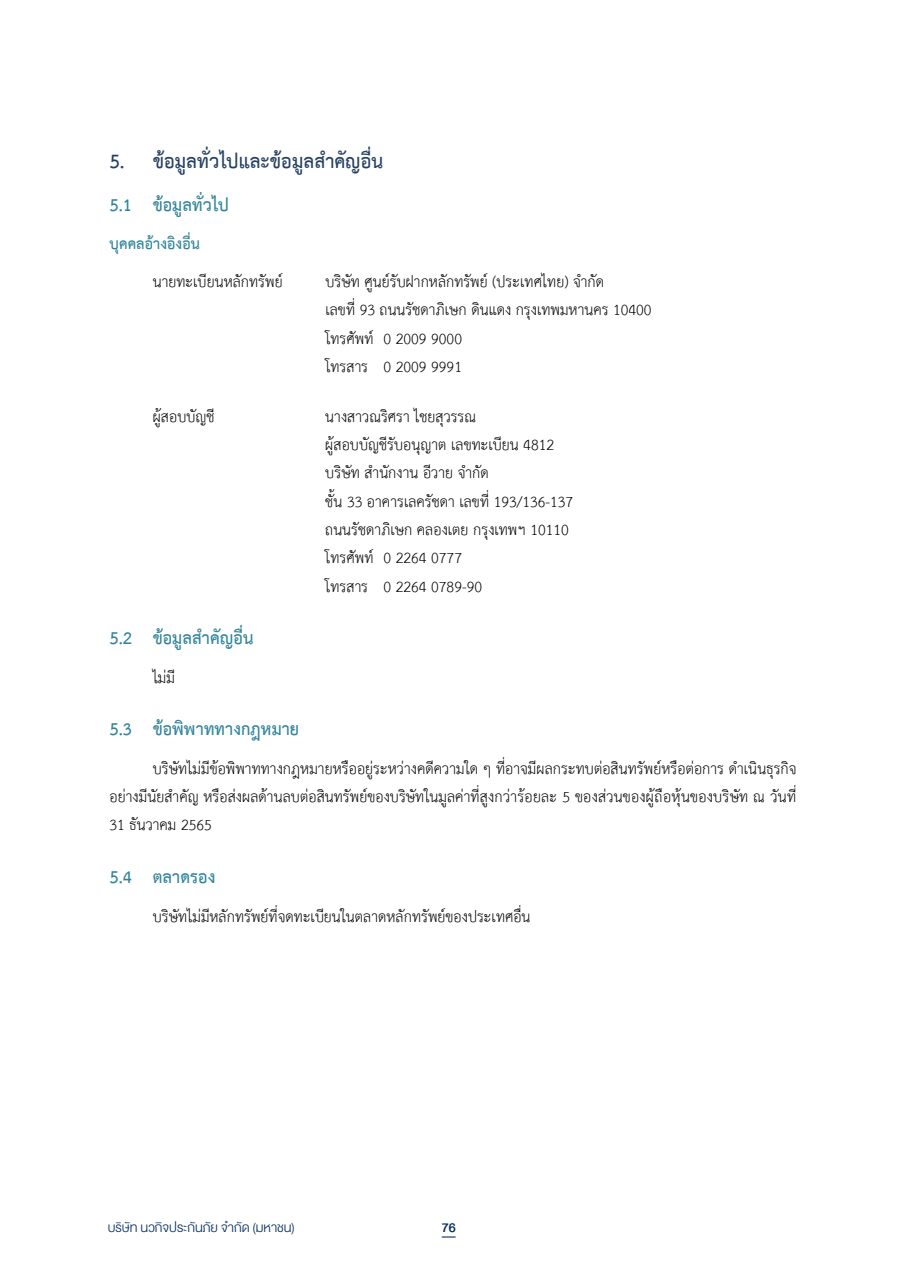 5. ข้อมูลทั่วไปและข้อมูลสำคัญอื่น
5.1 ข้อมูลทั่วไป
บุคคลอ้างอิงอื่น
นายทะเบียนหลักทรัพย์ บริษัท ศูนย์รับฝากหลักทรัพย์ (ประเทศไทย) จำกัด
เลขที่ 93 ถนนรัชดาภิเษก ดินแดง กรุงเทพมหานคร 10400
โทรศัพท์ 0 2009 9000
โทรสาร 0 2009 9991
ผู้สอบบัญชี นางสาวณริศรา ไชยสุวรรณ
ผู้สอบบัญชีรับอนุญาต เลขทะเบียน 4812
บริษัท สำนักงาน อีวาย จำกัด
ชั้น 33 อาคารเลครัชดา เลขที่ 193/136-137
ถนนรัชดาภิเษก คลองเตย กรุงเทพฯ 10110
โทรศัพท์ 0 2264 0777
โทรสาร 0 2264 0789-90
5.2 ข้อมูลสำคัญอื่น
ไม่มี
5.3 ข้อพิพาททางกฎหมาย
บริษัทไม่มีข้อพิพาททางกฎหมายหรืออยู่ระหว่างคดีความใด ๆ ที่อาจมีผลกระทบต่อสินทรัพย์หรือต่อการ ดำเนินธุรกิจ
อย่างมีนัยสำคัญ หรือส่งผลด้านลบต่อสินทรัพย์ของบริษัทในมูลค่าที่สูงกว่าร้อยละ 5 ของส่วนของผู้ถือหุ้นของบริษัท ณ วันที่
31 ธันวาคม 2565
5.4 ตลาดรอง
บริษัทไม่มีหลักทรัพย์ที่จดทะเบียนในตลาดหลักทรัพย์ของประเทศอื่น
บริษัท นวกิจประกันภัย จำกัด (มหาชน) 76